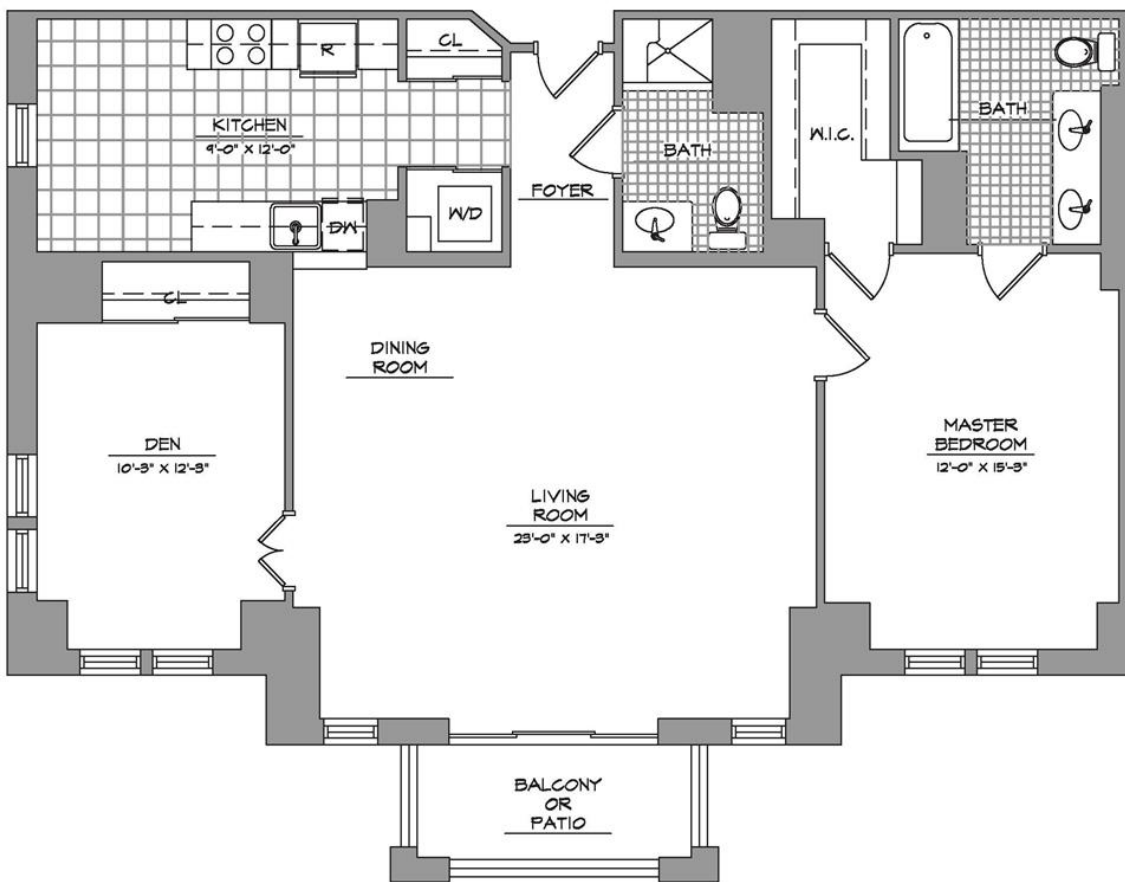 CL
R
KITCHEN
9'-0" X 12'-0"
BATH
W.I.C.
BATH
FOYER
W/D
DW
CL
DINING
ROOM
DEN
10'-3" X 12'-3"
MASTER
BEDROOM
12'-0" X 15'-3"
LIVING
ROOM
23'-0" X 17'-3"
BALCONY
OR
PATIO